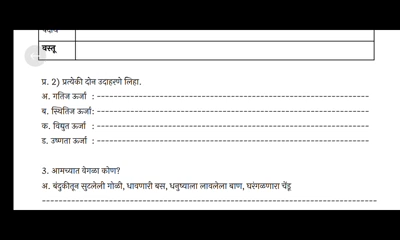 वस्तू
प्र. 2) प्रत्येकी दोन उदाहरणे लिहा.
अ. गतिज ऊर्जा :
ब. स्थितिज ऊर्जा:
क. विद्युत ऊर्जा :
ड. उष्णता ऊर्जा :
3. आमच्यात वेगळा कोण?
अ. बंदुकीतून सुटलेली गोळी, धावणारी बस, धनुष्याला लावलेला बाण, घरंगळणारा चेंडू